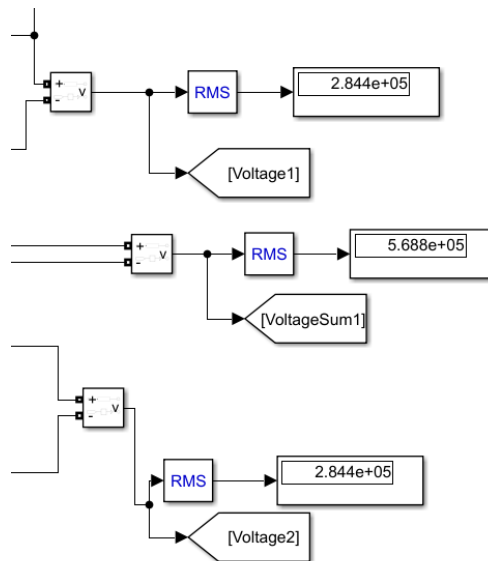 +
-
v
RMS
2.844e+05
[Voltage1]
+
-
v
RMS
5.688e+05
[VoltageSum1]
+
-
v
RMS
2.844e+05
[Voltage2]